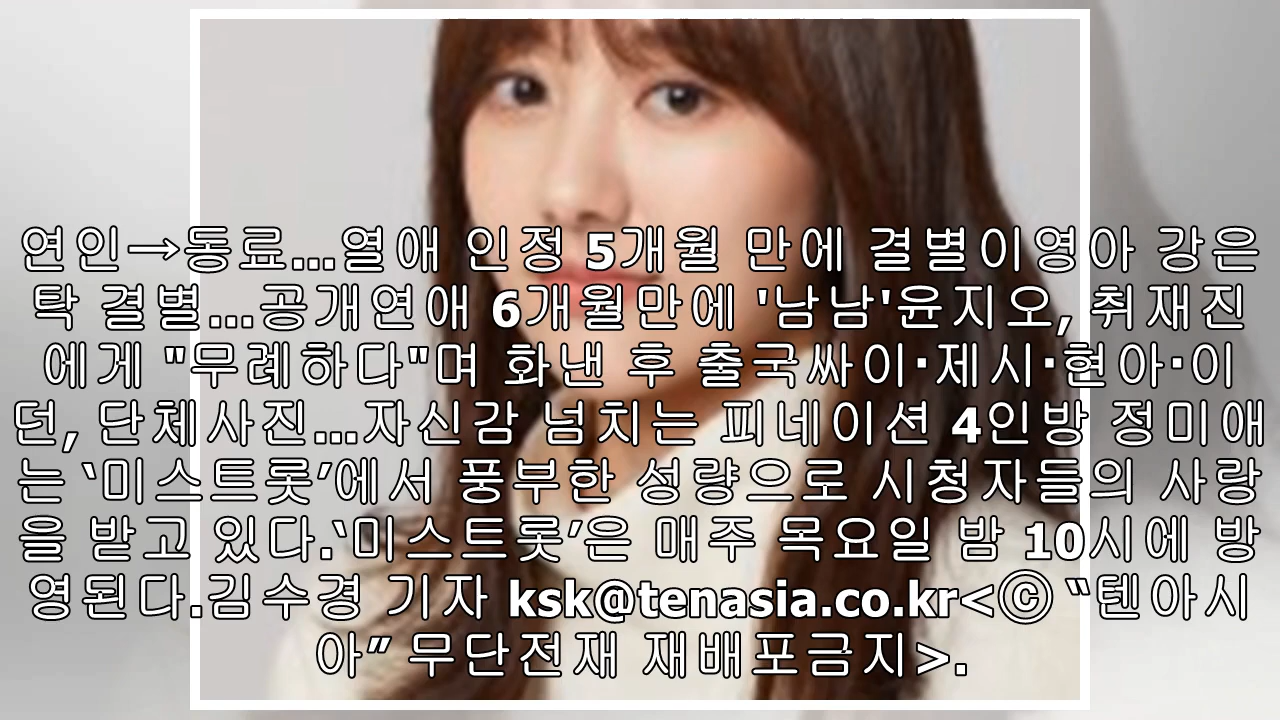 연인→동료...열애 인정 5개월 만에 결별이영아 강은
탁 결별...공개연애 6개월만에 '남남'윤지오, 취재진
에게 "무례하다"며 화낸 후 출국싸이·제시·현아·이
던, 단체사진...자신감 넘치는 피네이션 4인방 정미애
는 ‘미스트롯’에서 풍부한 성량으로 시청자들의 사랑
을 받고 있다.‘미스트롯’은 매주 목요일 밤 10시에 방
영된다.김수경 기자 ksk@tenasia.co.kr<ⓒ “텐아시
아” 무단전재 재배포금지>.